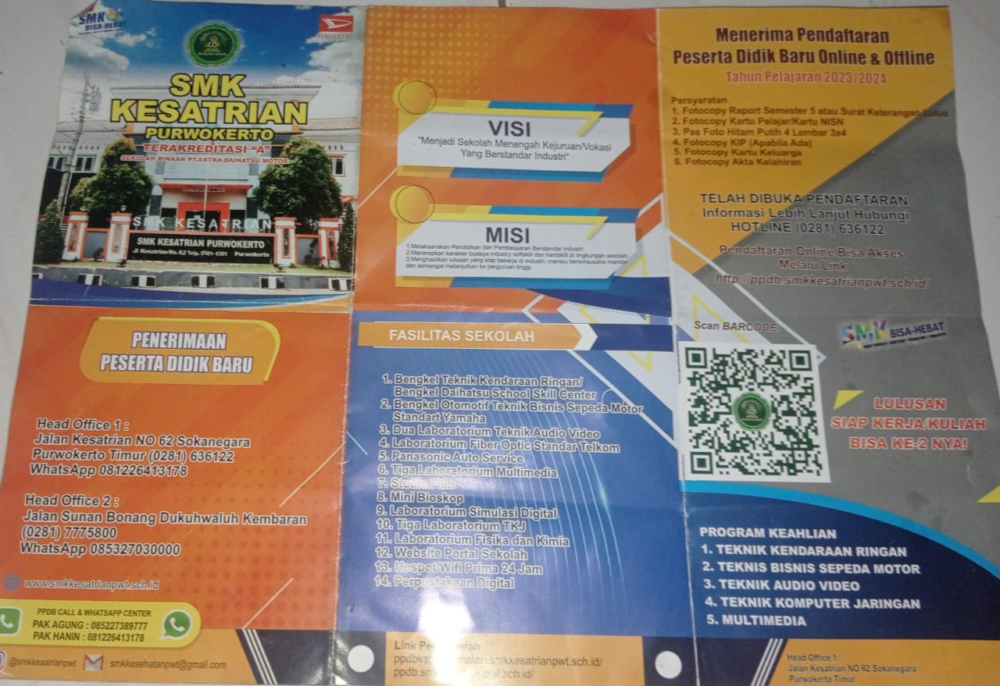 SMK
BISA-HEBAT
DAIHATSU
SMK
KESATRIAN
PURWOKERTO
TERAKREDITASI "A"
SEKOLAH BINAAN PT.ASTRA DAIHATSU MOTOR
SMK KESATRIAN
SMK KESATRIAN PURWOKERTO
Jl Kesatrian No. 62 Telp. Purwokerto
PENERIMAAN
PESERTA DIDIK BARU
Head Office 1 :
Jalan Kesatrian NO 62 Sokanegara
Purwokerto Timur (0281) 636122
WhatsApp 081226413178
Head Office 2 :
Jalan Sunan Bonang Dukuhwaluh Kembaran
(0281) 7775800
WhatsApp 085327030000
www.smkkesatrianpwt.sch.id
PPDB CALL & WHATSAPP CENTER
PAK AGUNG : 085227389777
PAK HANIN : 081226413178
@smkkesatrianpwt
smkkesehatanpwt@gmail.com
VISI
"Menjadi Sekolah Menengah Kejuruan/Vokasi
Yang Berstandar Industri"
MISI
1.Melaksanakan Pendidikan dan Pembelajaran Berstandar Industri
2.Menerapkan karakter budaya industry softskill dan hardskill di lingkungan sekolah
3.Menghasilkan lulusan yang siap bekerja di industri, mampu berwirausaha mandiri
dan semangat melanjutkan ke perguruan tinggi.
FASILITAS SEKOLAH
1. Bengkel Teknik Kendaraan Ringan/
Bengkel Daihatsu School Skill Center
2. Bengkel Otomotif Teknik Bisnis Sepeda Motor
Standart Yamaha
3. Dua Laboratorium Teknik Audio Video
4. Laboratorium Fiber Optic Standar Telkom
5. Panasonic Auto Service
6. Tiga Laboratorium Multimedia
7. Studio Film
8. Mini Bioskop
9. Laboratorium Simulasi Digital
10. Tiga Laboratorium TKJ
11. Laboratorium Fisika dan Kimia
12. Website Portal Sekolah
13. Hospot/Wifi Prima 24 Jam
14. Perpustakaan Digital
Link
smkkesatrianpwt.sch.id/
Menerima Pendaftaran
Peserta Didik Baru Online & Offline
Tahun Pelajaran 2023/2024
Persyaratan
1. Fotocopy Raport Semester 5 atau Surat Keterangan Lulus
2. Fotocopy Kartu Pelajar/Kartu NISN
3. Pas Foto Hitam Putih 4 Lembar 3x4
4. Fotocopy KIP (Apabila Ada)
5. Fotocopy Kartu Keluarga
6. Fotocopy Akta Kelahiran
TELAH DIBUKA PENDAFTARAN
Informasi Lebih Lanjut Hubungi
HOTLINE (0281) 636122
Pendaftaran Online Bisa Akses
Melalu Link
http://ppdb.smkkesatrianpwt.sch.id/
Scan BARCODE
SMK BISA-HEBAT
LULUSAN
SIAP KERJA/KULIAH
BISA KE-2 NYA!
PROGRAM KEAHLIAN
1. TEKNIK KENDARAAN RINGAN
2. TEKNIS BISNIS SEPEDA MOTOR
3. TEKNIK AUDIO VIDEO
4. TEKNIK KOMPUTER JARINGAN
5. MULTIMEDIA
Head Office 1 :
Jalan Kesatrian NO 62 Sokanegara
Purwokerto Timur